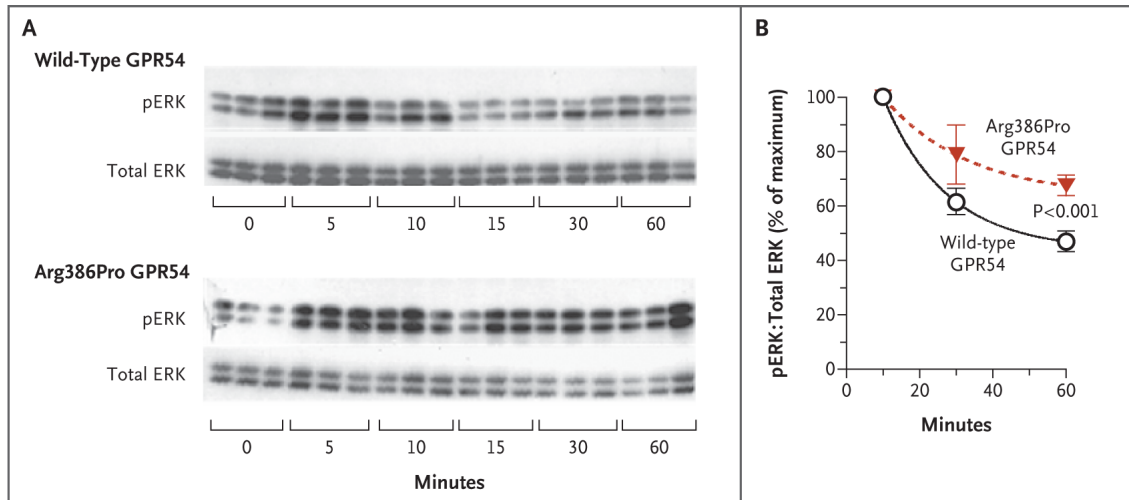 A
Wild-Type GPR54
pERK
Total ERK
0 5 10 15 30 60
Arg386Pro GPR54
pERK
Total ERK
0 5 10 15 30 60
Minutes
B
pERK:Total ERK (% of maximum)
100
80
60
40
20
0
Arg386Pro
GPR54
P<0.001
Wild-type
GPR54
0 20 40 60
Minutes